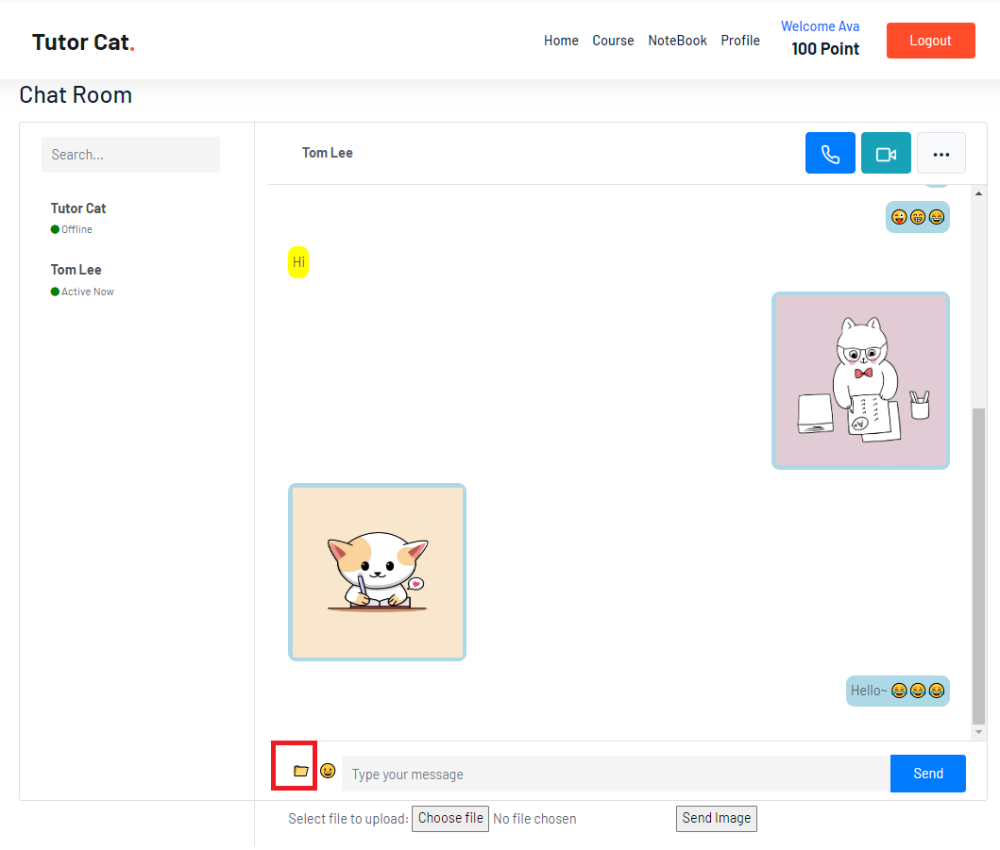 Tutor Cat.
Home Course NoteBook Profile
Welcome Ava
100 Point
Logout
Chat Room
Search...
Tutor Cat
Offline
Tom Lee
Active Now
Tom Lee
😜😁😂
Hi
Hello~ 😂😂😂
Type your message
Send
Select file to upload: Choose file No file chosen Send Image